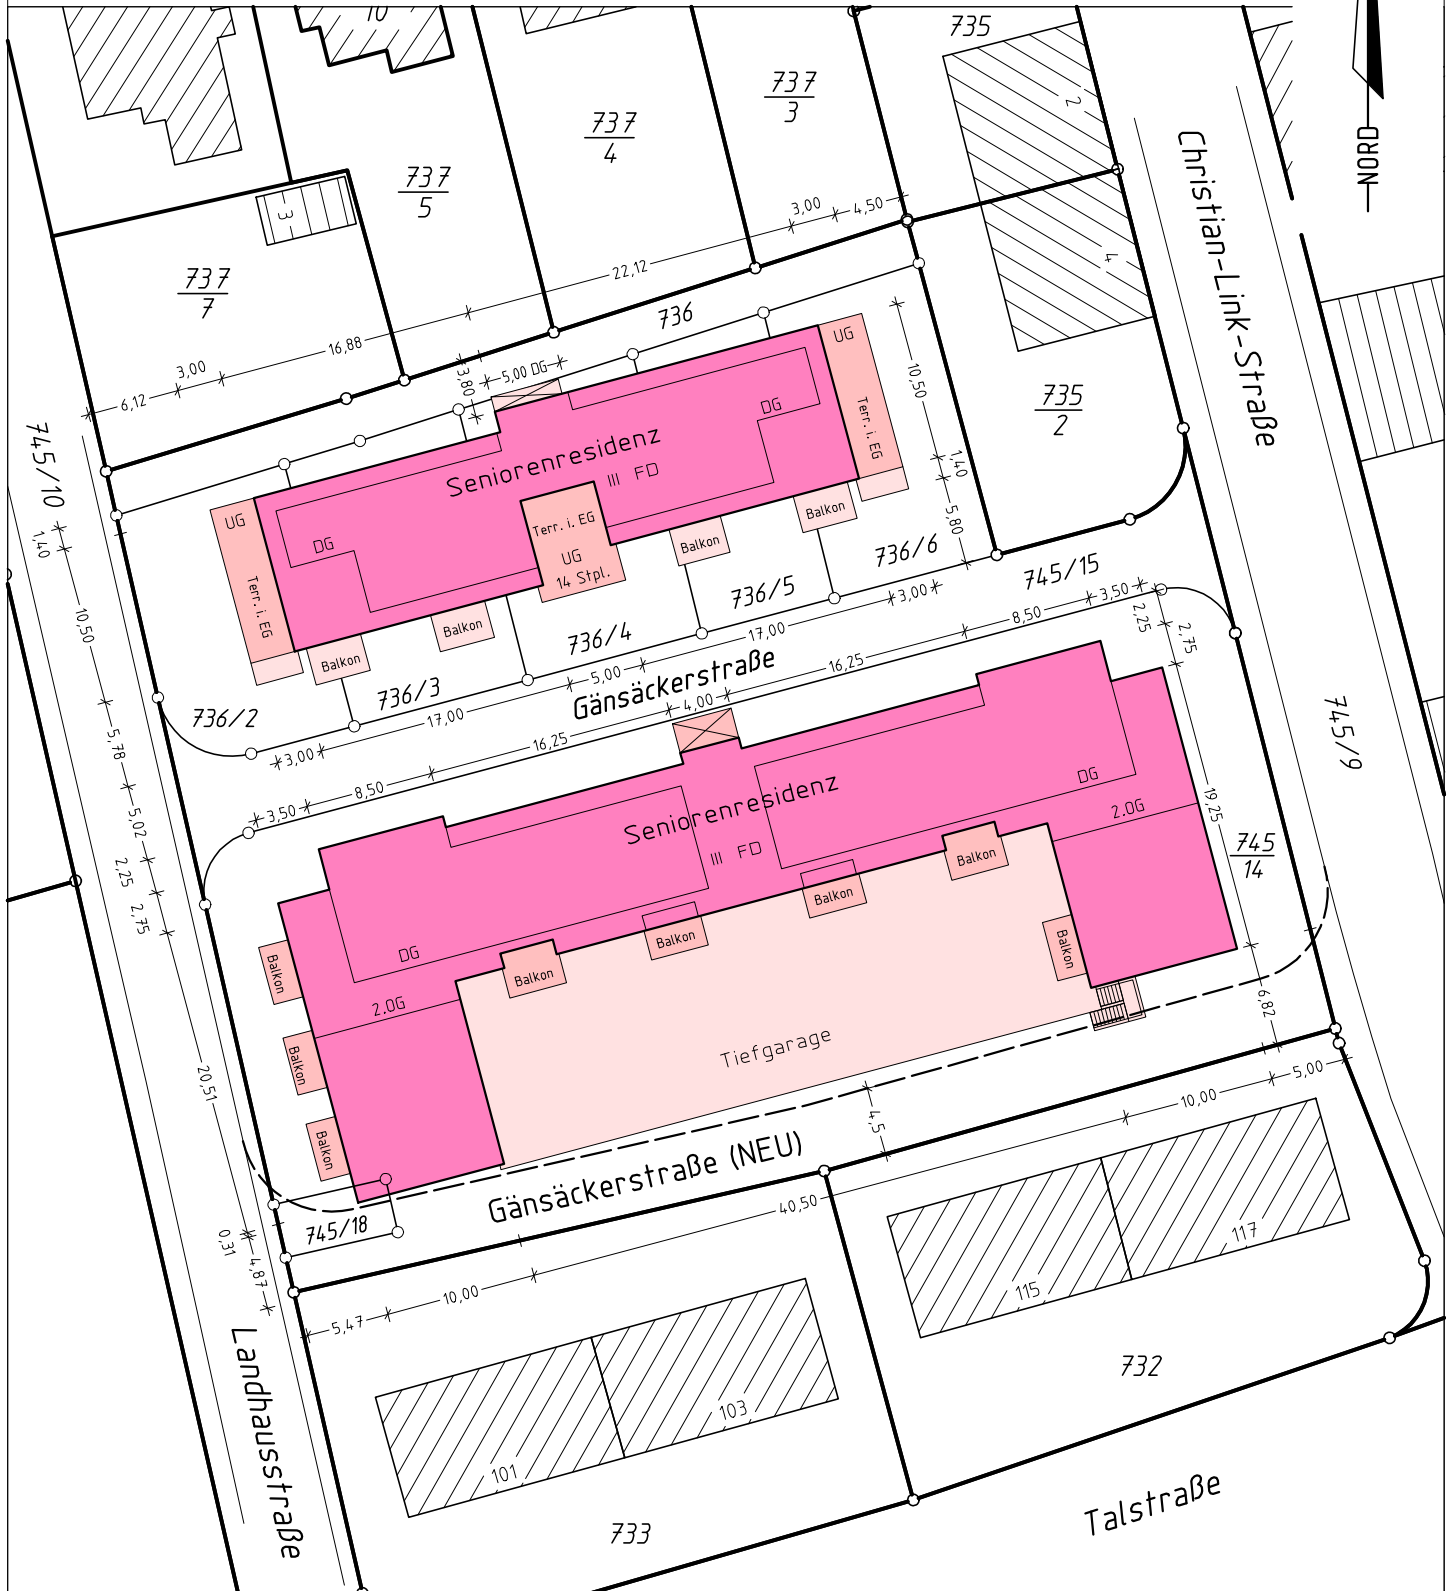 10
735
737
3
737
4
737
5
737
7
2
4
3
NORD
Christian-Link-Straße
3,00
4,50
22,12
16,88
3,00
6,12
736
3,80
5,00 DG
UG
DG
Terr. i. EG
10,50
1,40
5,80
735
2
745/10
1,40
10,50
Seniorenresidenz
III FD
UG
DG
Terr. i. EG
Terr. i. EG
UG
14 Stpl.
Balkon
Balkon
Balkon
Balkon
736/6
736/5
736/4
736/3
736/2
745/15
3,00
17,00
5,00
17,00
3,00
Gänsäckerstraße
3,50
8,50
16,25
4,00
16,25
8,50
3,50
2,25
2,75
5,78
5,02
2,25
2,75
745/9
Seniorenresidenz
III FD
DG
2.OG
DG
2.OG
19,25
745
14
Balkon
Balkon
Balkon
Balkon
Balkon
Balkon
Balkon
Balkon
Tiefgarage
6,82
20,51
4,5
5,00
10,00
40,50
Gänsäckerstraße (NEU)
745/18
0,31
4,87
5,47
10,00
115
117
101
103
732
733
Landhausstraße
Talstraße